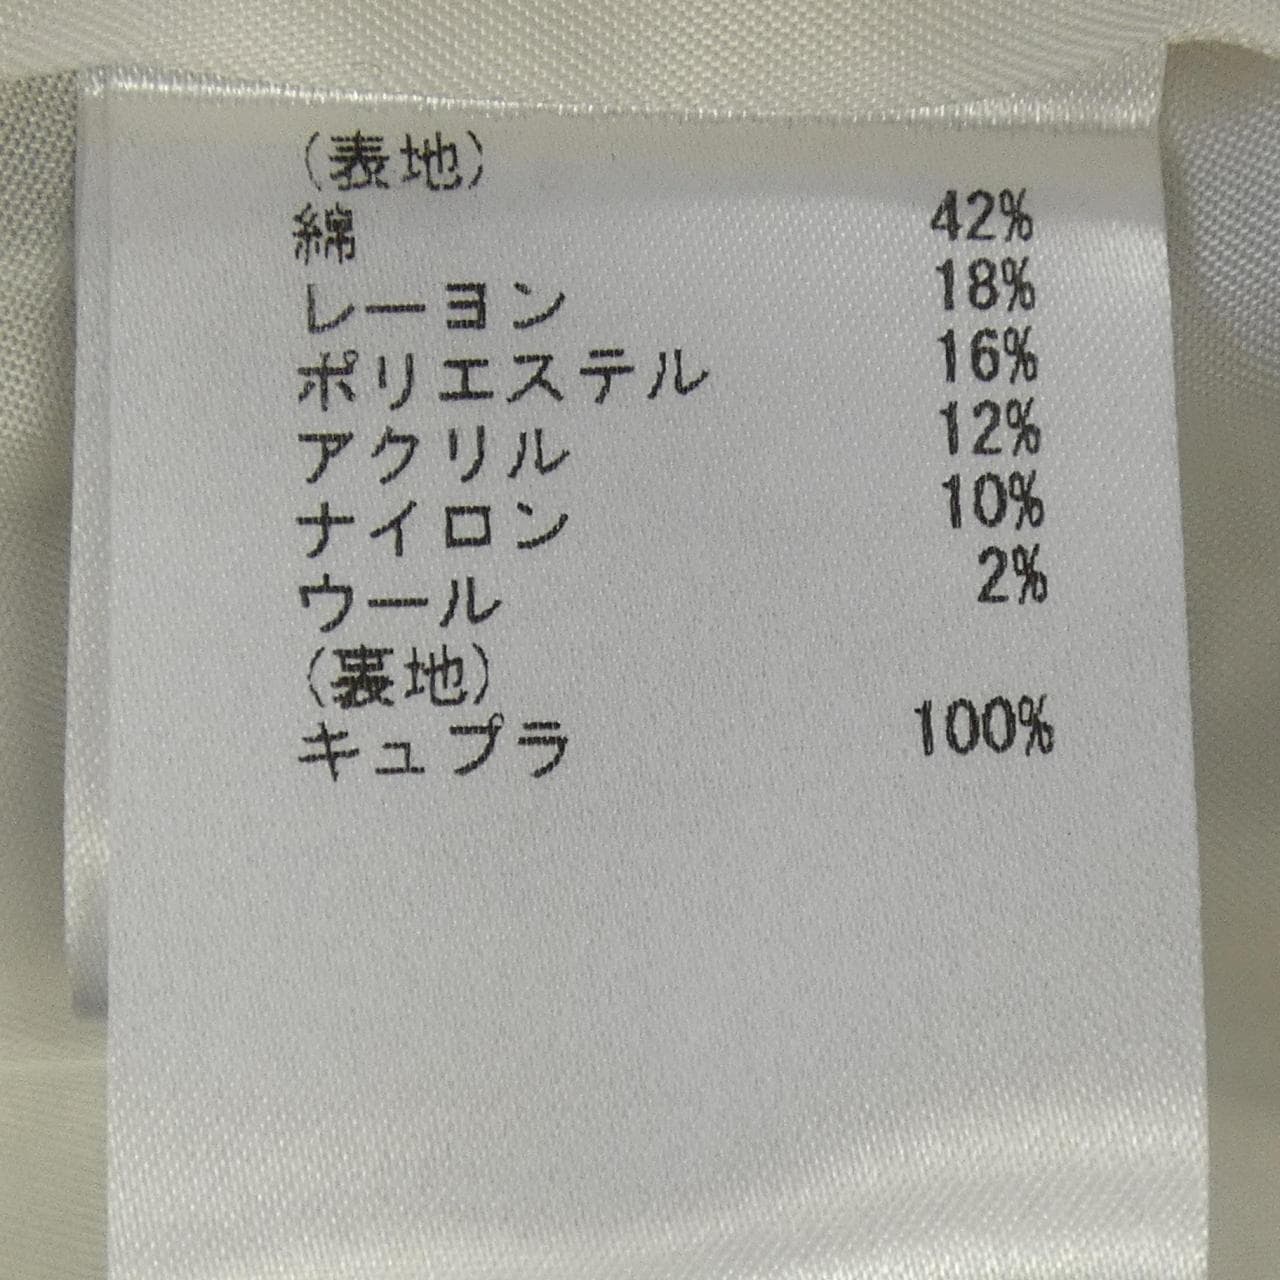 (表地)
綿 42%
レーヨン 18%
ポリエステル 16%
アクリル 12%
ナイロン 10%
ウール 2%
(裏地)
キュプラ 100%